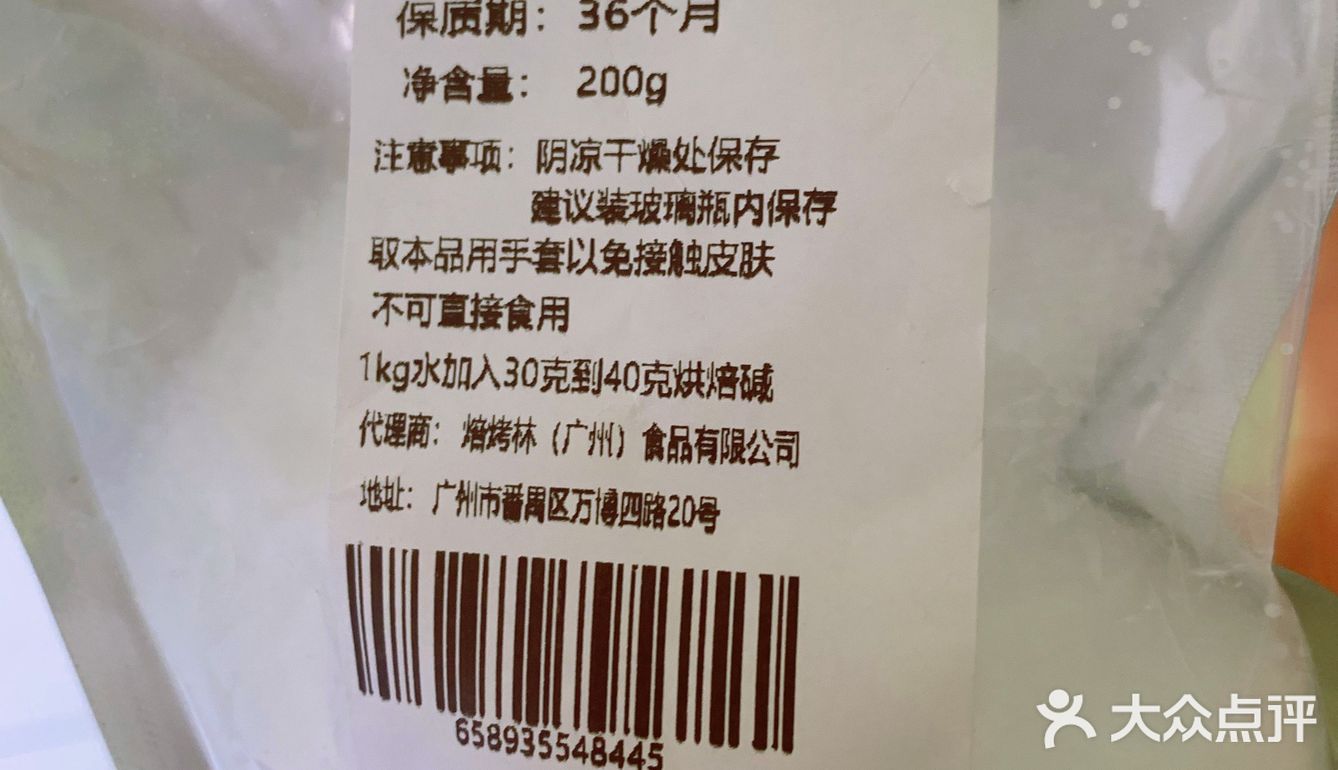 保质期： 36个月
净含量： 200g
注意事项：阴凉干燥处保存
建议装玻璃瓶内保存
取本品用手套以免接触皮肤
不可直接食用
1kg水加入30克到40克烘焙碱
代理商：焙烤林（广州）食品有限公司
地址：广州市番禺区万博四路20号
658935548445
大众点评